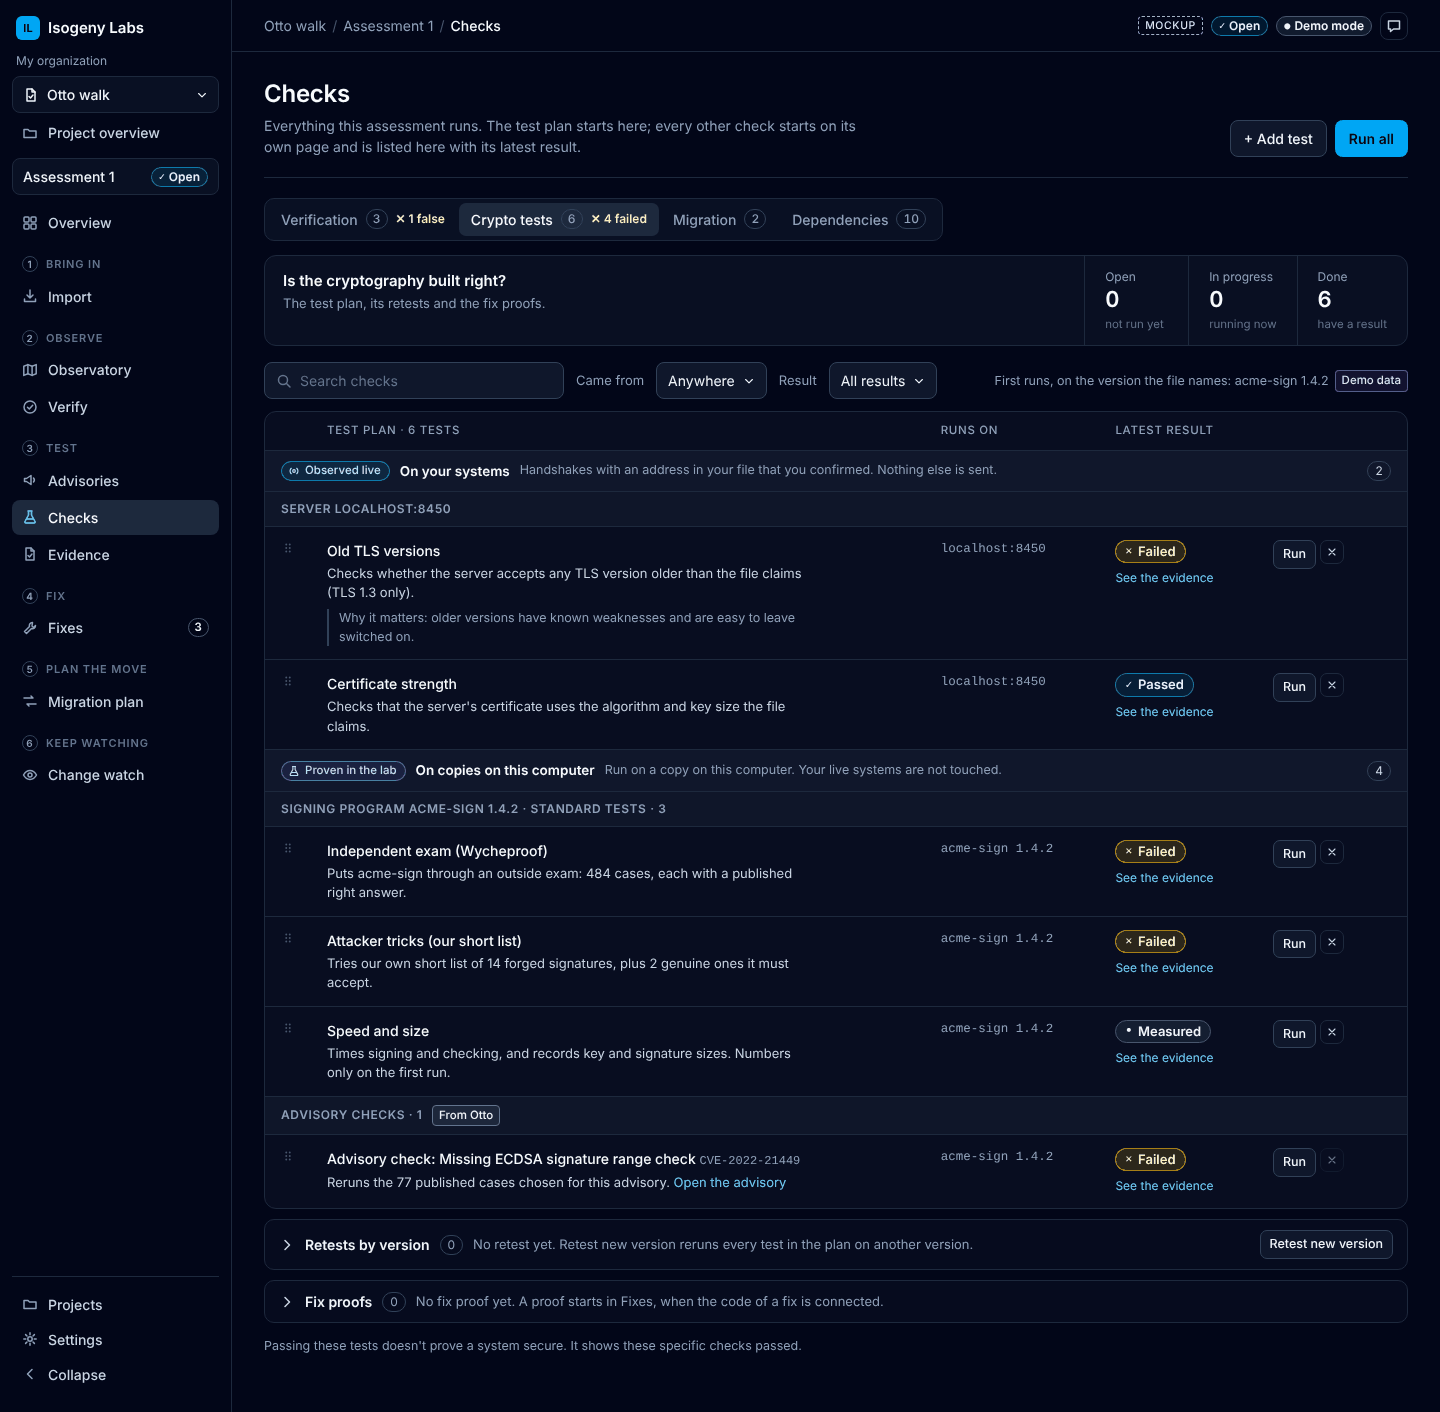 IL Isogeny Labs
My organization
Otto walk
Project overview
Assessment 1 ✓ Open
Overview
1 BRING IN
Import
2 OBSERVE
Observatory
Verify
3 TEST
Advisories
Checks
Evidence
4 FIX
Fixes 3
5 PLAN THE MOVE
Migration plan
6 KEEP WATCHING
Change watch
Projects
Settings
Collapse
Otto walk / Assessment 1 / Checks
MOCKUP ✓ Open • Demo mode
Checks
Everything this assessment runs. The test plan starts here; every other check starts on its
own page and is listed here with its latest result.
+ Add test Run all
Verification 3 ✕ 1 false Crypto tests 6 ✕ 4 failed Migration 2 Dependencies 10
Is the cryptography built right?
The test plan, its retests and the fix proofs.
Open
0
not run yet
In progress
0
running now
Done
6
have a result
Search checks Came from Anywhere Result All results First runs, on the version the file names: acme-sign 1.4.2 Demo data
TEST PLAN · 6 TESTS RUNS ON LATEST RESULT
Observed live On your systems Handshakes with an address in your file that you confirmed. Nothing else is sent. 2
SERVER LOCALHOST:8450
Old TLS versions localhost:8450 ✕ Failed Run ✕
Checks whether the server accepts any TLS version older than the file claims See the evidence
(TLS 1.3 only).
Why it matters: older versions have known weaknesses and are easy to leave
switched on.
Certificate strength localhost:8450 ✓ Passed Run ✕
Checks that the server's certificate uses the algorithm and key size the file See the evidence
claims.
Proven in the lab On copies on this computer Run on a copy on this computer. Your live systems are not touched. 4
SIGNING PROGRAM ACME-SIGN 1.4.2 · STANDARD TESTS · 3
Independent exam (Wycheproof) acme-sign 1.4.2 ✕ Failed Run ✕
Puts acme-sign through an outside exam: 484 cases, each with a published See the evidence
right answer.
Attacker tricks (our short list) acme-sign 1.4.2 ✕ Failed Run ✕
Tries our own short list of 14 forged signatures, plus 2 genuine ones it must See the evidence
accept.
Speed and size acme-sign 1.4.2 • Measured Run ✕
Times signing and checking, and records key and signature sizes. Numbers See the evidence
only on the first run.
ADVISORY CHECKS · 1 From Otto
Advisory check: Missing ECDSA signature range check CVE-2022-21449 acme-sign 1.4.2 ✕ Failed Run ✕
Reruns the 77 published cases chosen for this advisory. Open the advisory See the evidence
Retests by version 0 No retest yet. Retest new version reruns every test in the plan on another version. Retest new version
Fix proofs 0 No fix proof yet. A proof starts in Fixes, when the code of a fix is connected.
Passing these tests doesn't prove a system secure. It shows these specific checks passed.